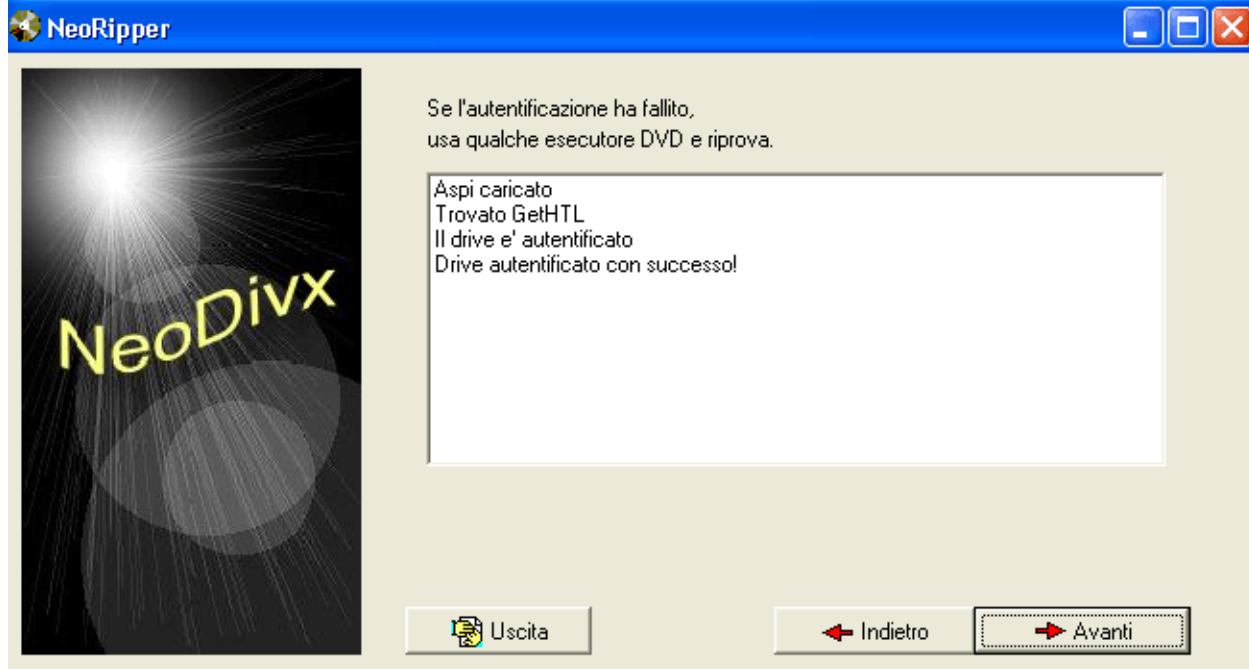 NeoRipper
Se l'autentificazione ha fallito,
usa qualche esecutore DVD e riprova.
Aspi caricato
Trovato GetHTL
Il drive e' autentificato
Drive autentificato con successo!
NeoDivx
Uscita
Indietro
Avanti